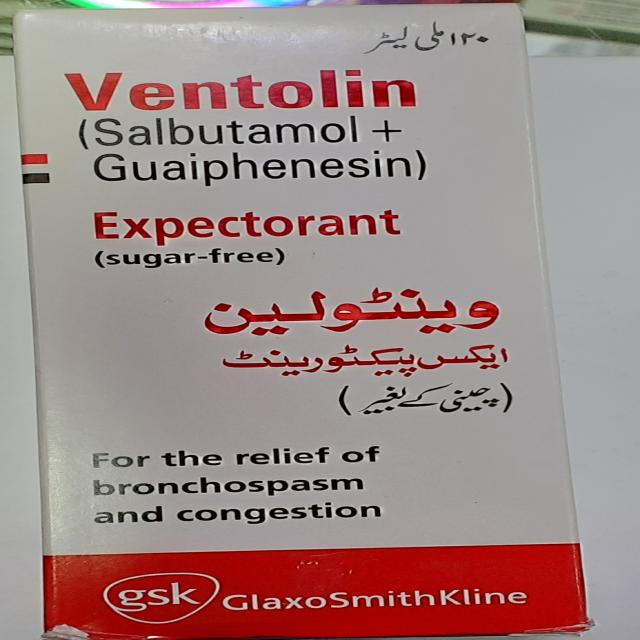 ۱۲۰ ملی لیٹر
Ventolin
(Salbutamol +
Guaiphenesin)
Expectorant
(sugar-free)
وینٹولین
ایکس پیکٹورینٹ
(چینی کے بغیر)
For the relief of
bronchospasm
and congestion
gsk GlaxoSmithKline